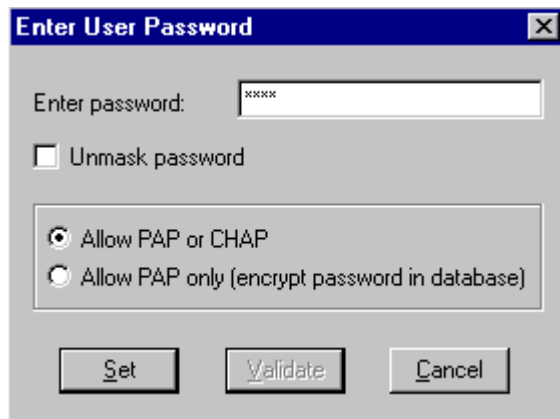 Enter User Password
Enter password: ××××
Unmask password
Allow PAP or CHAP
Allow PAP only (encrypt password in database)
Set Validate Cancel